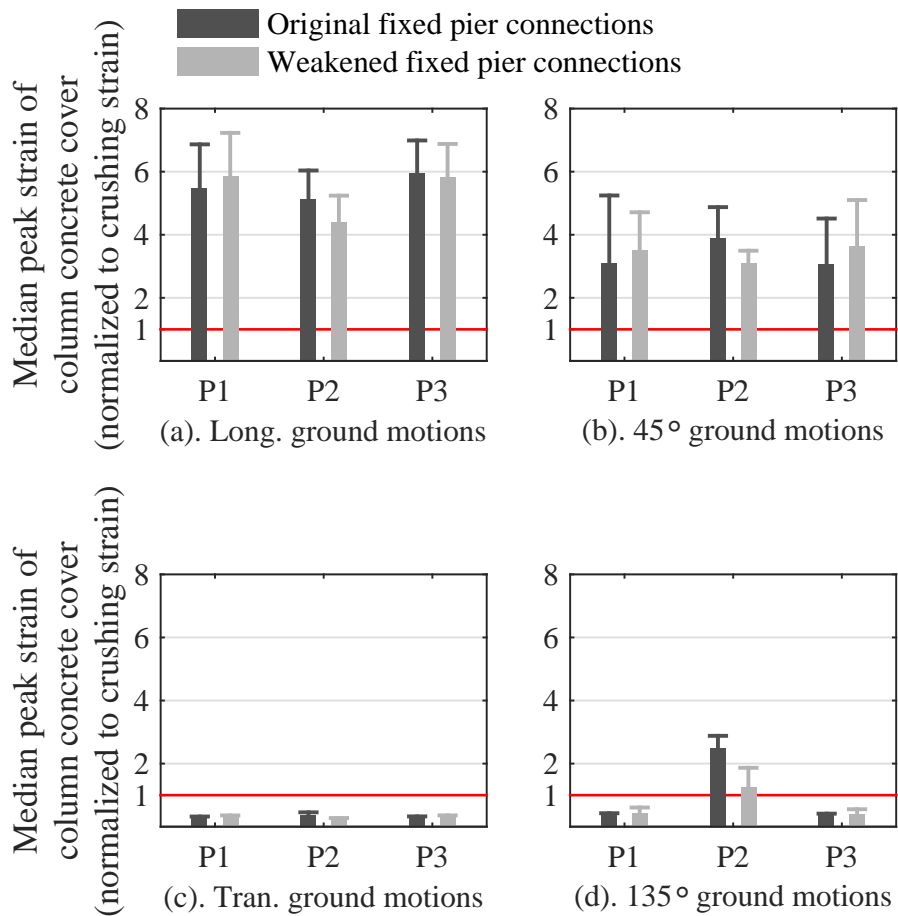 Original fixed pier connections
Weakened fixed pier connections
Median peak strain of
column concrete cover
(normalized to crushing strain)
8
6
4
2
1
P1 P2 P3
(a). Long. ground motions
8
6
4
2
1
P1 P2 P3
(b). 45° ground motions
Median peak strain of
column concrete cover
(normalized to crushing strain)
8
6
4
2
1
P1 P2 P3
(c). Tran. ground motions
8
6
4
2
1
P1 P2 P3
(d). 135° ground motions